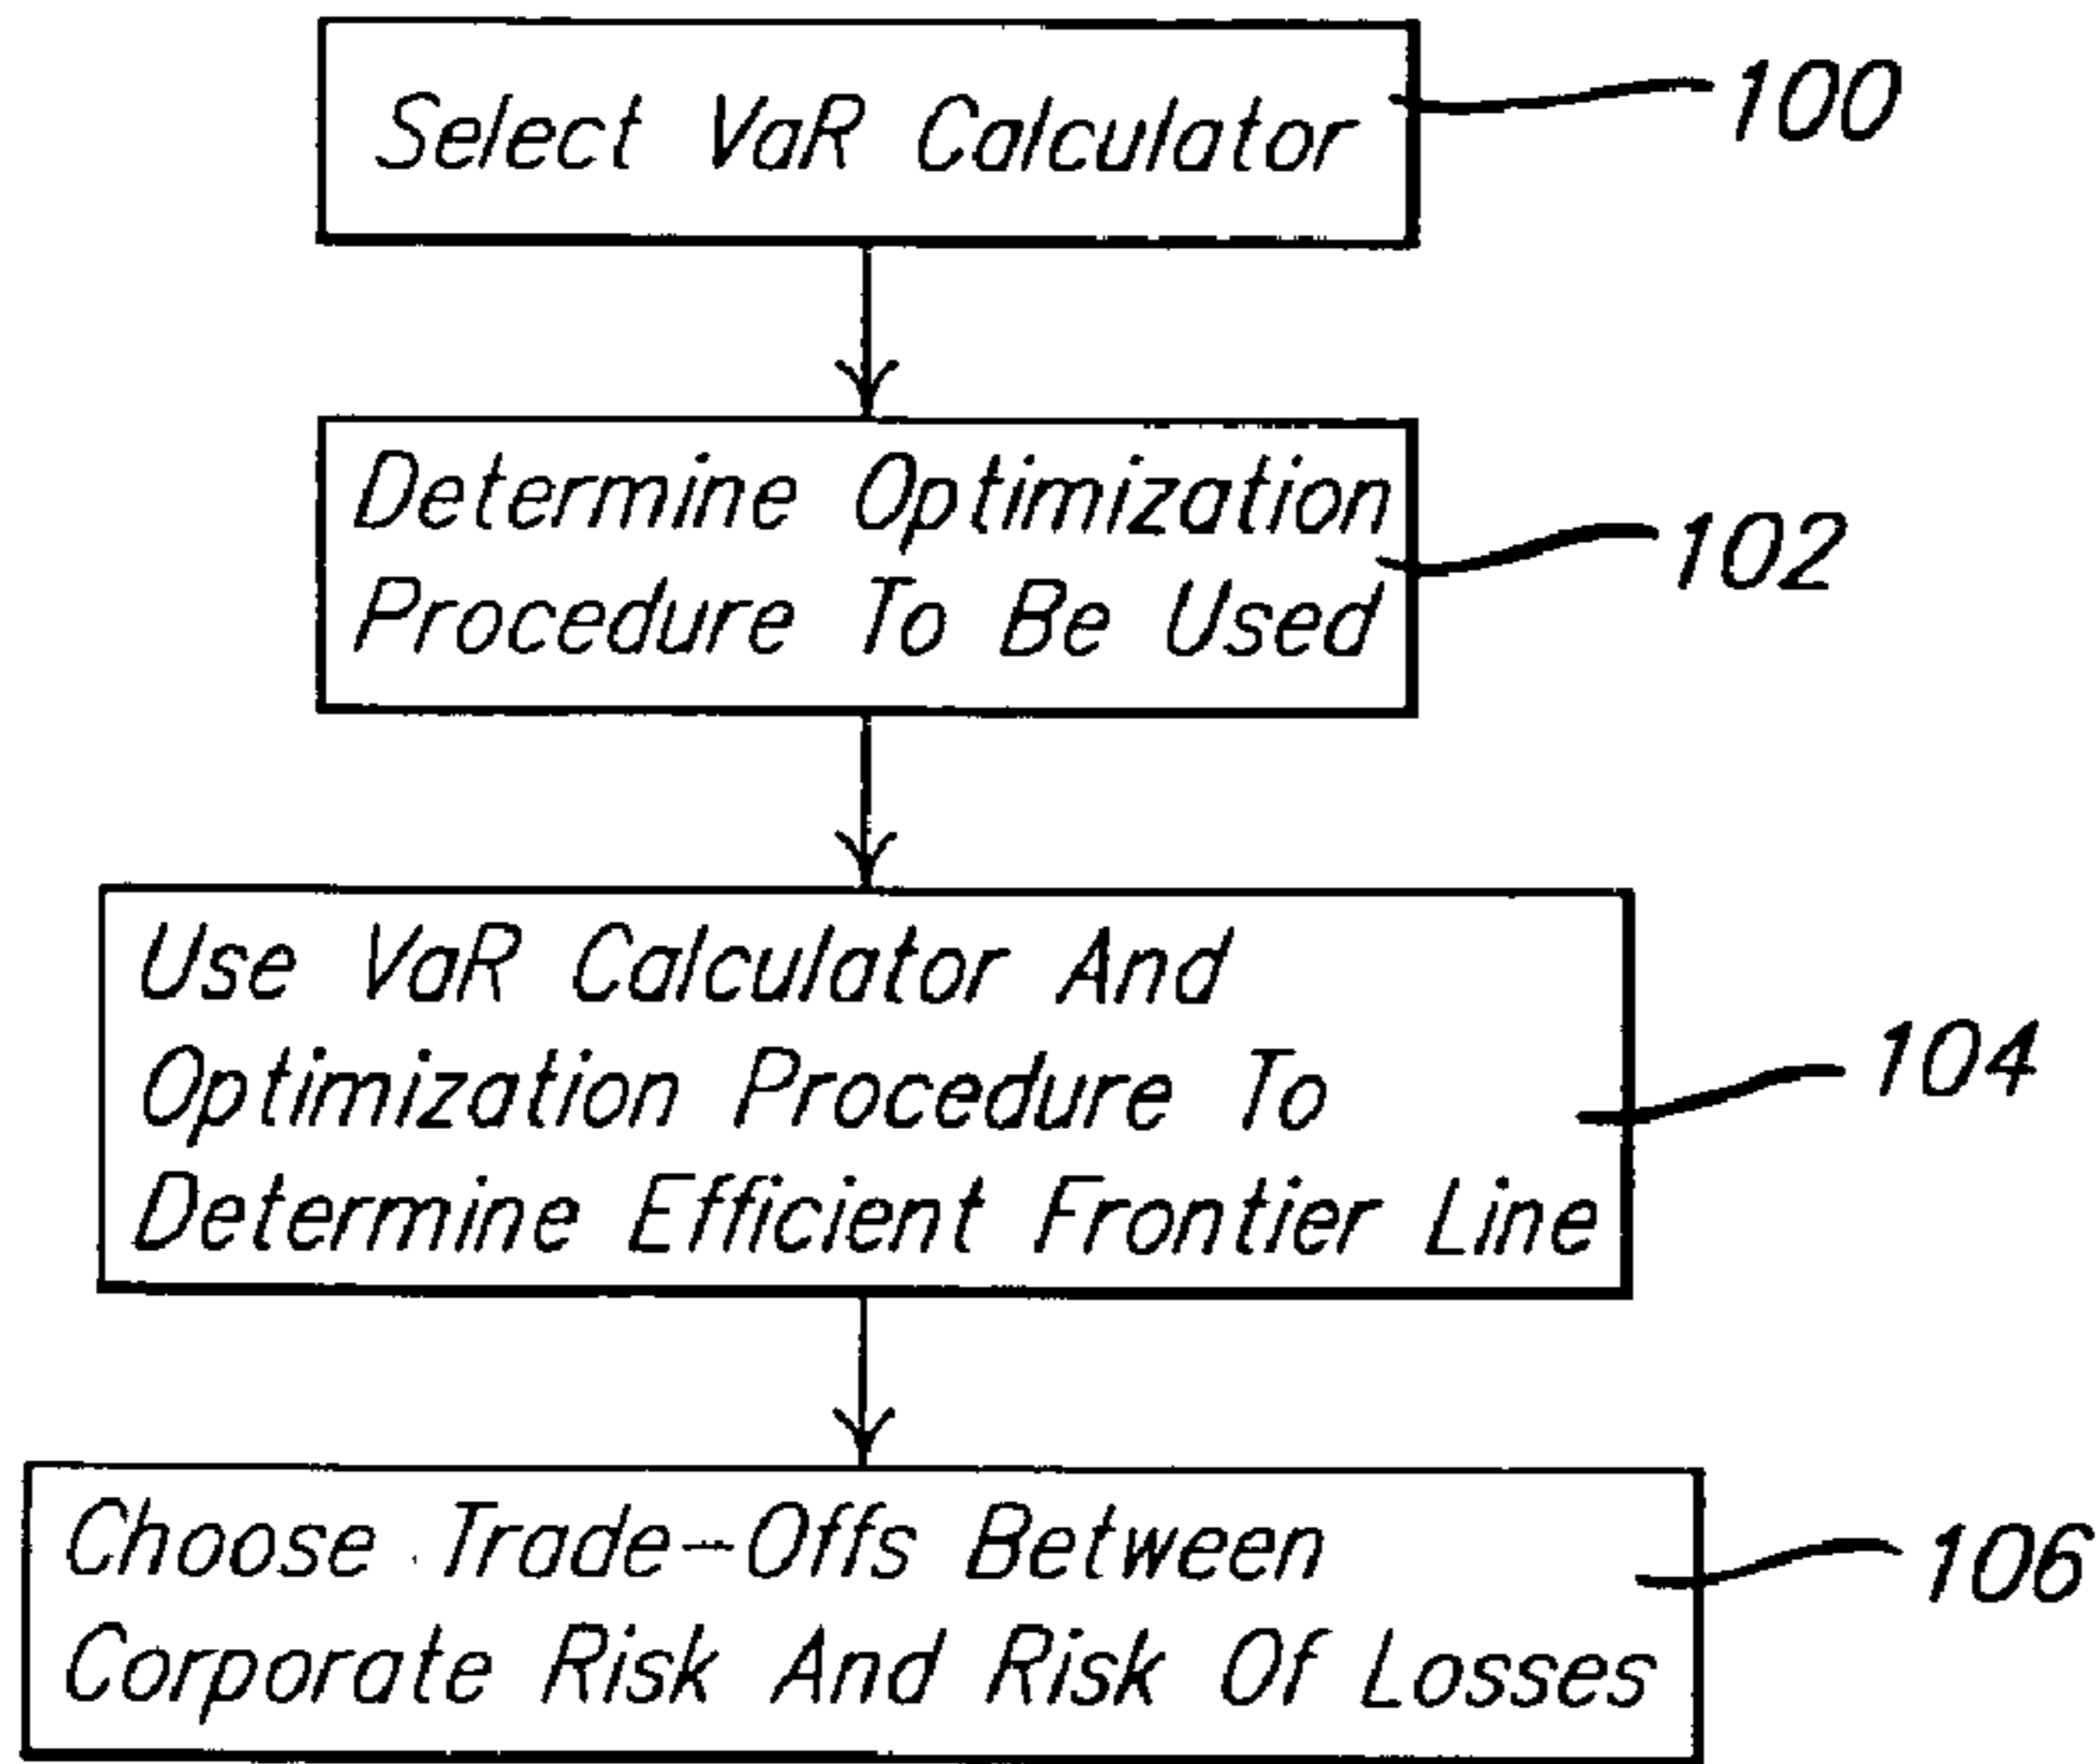 Select VaR Calculator
100
Determine Optimization
Procedure To Be Used
102
Use VaR Calculator And
Optimization Procedure To
Determine Efficient Frontier Line
104
Choose Trade-Offs Between
Corporate Risk And Risk Of Losses
106